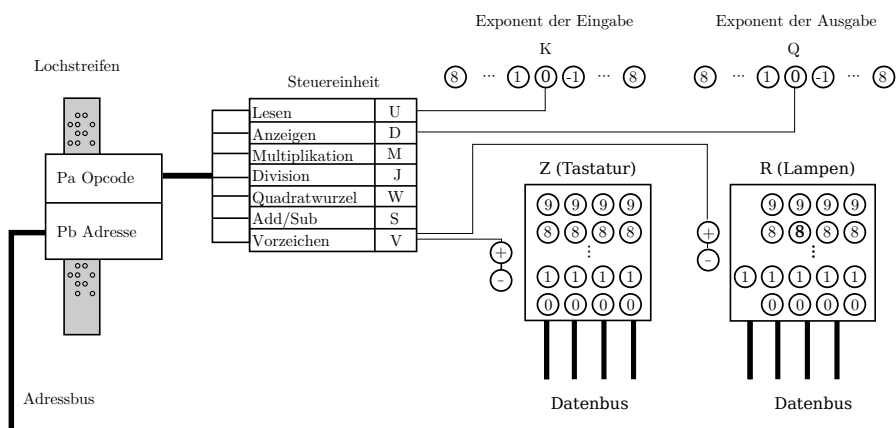 Exponent der Eingabe
K
8 ... 1 0 -1 ... 8
Exponent der Ausgabe
Q
8 ... 1 0 -1 ... 8
Lochstreifen
Pa Opcode
Pb Adresse
Adressbus
Steuereinheit
Lesen U
Anzeigen D
Multiplikation M
Division J
Quadratwurzel W
Add/Sub S
Vorzeichen V
+
-
Z (Tastatur)
9 9 9 9
8 8 8 8
...
1 1 1 1
0 0 0 0
Datenbus
+
-
R (Lampen)
9 9 9 9
8 8 8 8
...
1 1 1 1 1
0 0 0 0
Datenbus